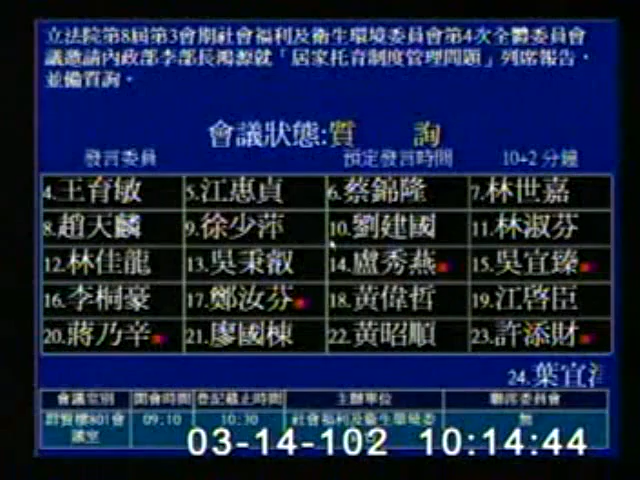 立法院第8屆第3會期社會福利及衛生環境委員會第4次全體委員會
議邀請內政部李部長鴻源就「居家托育制度管理問題」列席報告，
並備質詢。
會議狀態:質 詢
發言委員 預定發言時間 10+2 分鐘
4.王育敏 5.江惠貞 6.蔡錦隆 7.林世嘉
8.趙天麟 9.徐少萍 10.劉建國 11.林淑芬
12.林佳龍 13.吳秉叡 14.盧秀燕 15.吳宜臻
16.李桐豪 17.鄭汝芬 18.黃偉哲 19.江啓臣
20.蔣乃辛 21.廖國棟 22.黃昭順 23.許添財
24.葉宜
會議室別 開會時間 登記截止時間 主辦單位 聯席委員會
群賢樓801會 09:10 10:30 社會福利及衛生環境委 無
議室
03-14-102 10:14:44